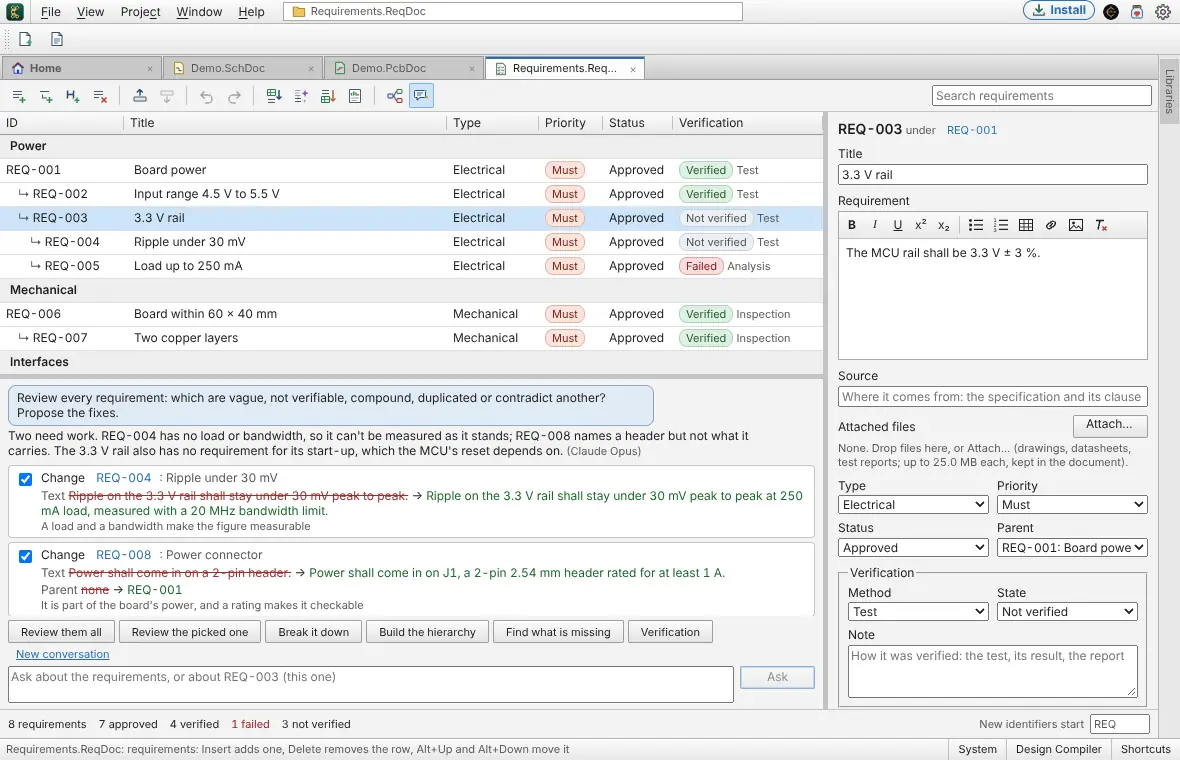 File View Project Window Help Requirements.ReqDoc Install
Home × Demo.SchDoc × Demo.PcbDoc × Requirements.Req... ×
Libraries
Search requirements
ID Title Type Priority Status Verification
Power
REQ-001 Board power Electrical Must Approved Verified Test
↳ REQ-002 Input range 4.5 V to 5.5 V Electrical Must Approved Verified Test
↳ REQ-003 3.3 V rail Electrical Must Approved Not verified Test
↳ REQ-004 Ripple under 30 mV Electrical Must Approved Not verified Test
↳ REQ-005 Load up to 250 mA Electrical Must Approved Failed Analysis
Mechanical
REQ-006 Board within 60 × 40 mm Mechanical Must Approved Verified Inspection
↳ REQ-007 Two copper layers Mechanical Must Approved Verified Inspection
Interfaces
Review every requirement: which are vague, not verifiable, compound, duplicated or contradict another?
Propose the fixes.
Two need work. REQ-004 has no load or bandwidth, so it can't be measured as it stands; REQ-008 names a header but not what it
carries. The 3.3 V rail also has no requirement for its start-up, which the MCU's reset depends on. (Claude Opus)
Change REQ-004 : Ripple under 30 mV
Text Ripple on the 3.3 V rail shall stay under 30 mV peak to peak. → Ripple on the 3.3 V rail shall stay under 30 mV peak to peak at 250
mA load, measured with a 20 MHz bandwidth limit.
A load and a bandwidth make the figure measurable
Change REQ-008 : Power connector
Text Power shall come in on a 2-pin header. → Power shall come in on J1, a 2-pin 2.54 mm header rated for at least 1 A.
Parent none → REQ-001
It is part of the board's power, and a rating makes it checkable
Review them all Review the picked one Break it down Build the hierarchy Find what is missing Verification
New conversation
Ask about the requirements, or about REQ-003 (this one) Ask
REQ-003 under REQ-001
Title
3.3 V rail
Requirement
B I U x² x₂
The MCU rail shall be 3.3 V ± 3 %.
Source
Where it comes from: the specification and its clause
Attached files Attach...
None. Drop files here, or Attach... (drawings, datasheets,
test reports; up to 25.0 MB each, kept in the document).
Type Priority
Electrical Must
Status Parent
Approved REQ-001: Board powe
Verification
Method State
Test Not verified
Note
How it was verified: the test, its result, the report
8 requirements 7 approved 4 verified 1 failed 3 not verified New identifiers start REQ
Requirements.ReqDoc: requirements: Insert adds one, Delete removes the row, Alt+Up and Alt+Down move it System Design Compiler Shortcuts